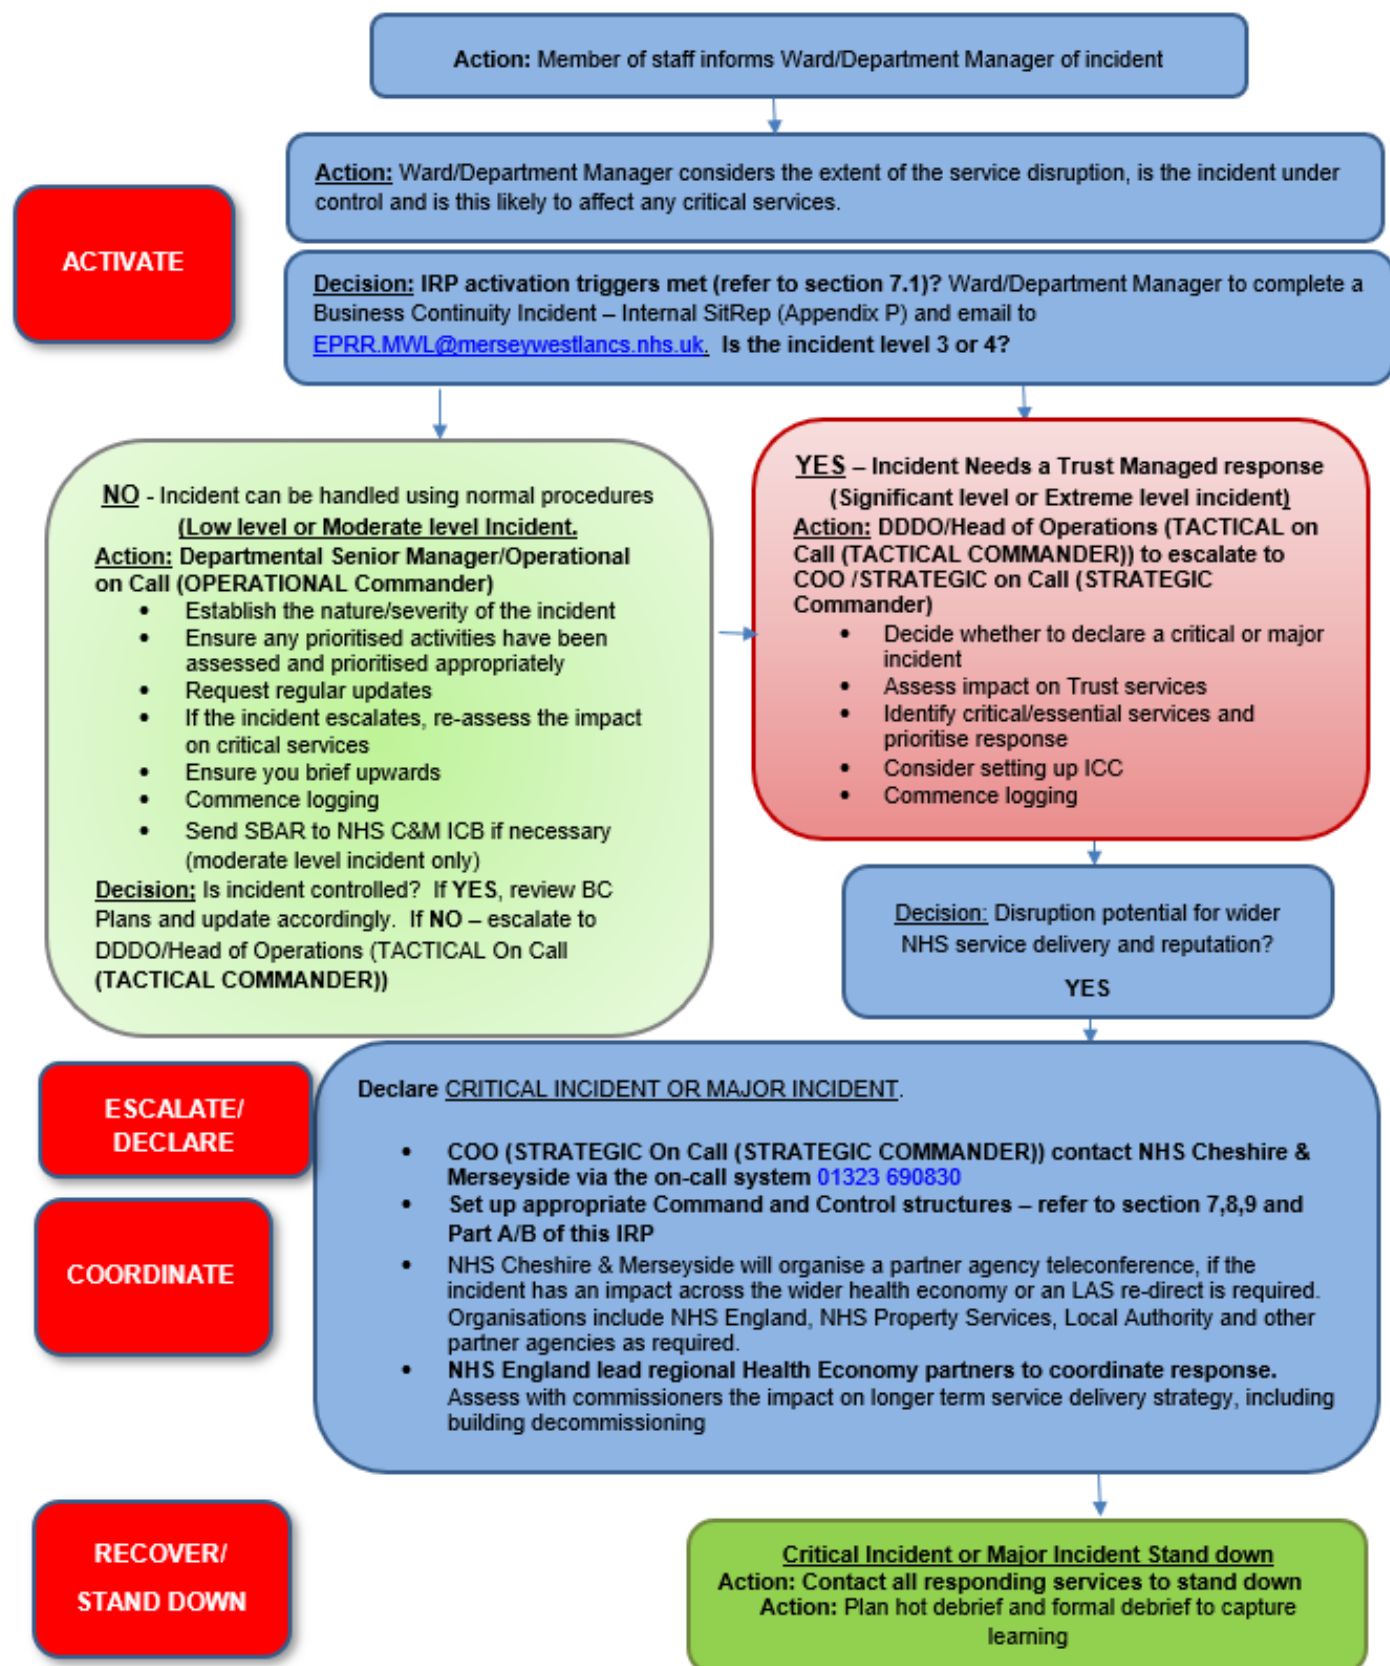 Action: Member of staff informs Ward/Department Manager of incident
Action: Ward/Department Manager considers the extent of the service disruption, is the incident under
control and is this likely to affect any critical services.
ACTIVATE
Decision: IRP activation triggers met (refer to section 7.1)? Ward/Department Manager to complete a
Business Continuity Incident – Internal SitRep (Appendix P) and email to
EPRR.MWL@merseywestlancs.nhs.uk. Is the incident level 3 or 4?
NO - Incident can be handled using normal procedures
(Low level or Moderate level Incident.
Action: Departmental Senior Manager/Operational
on Call (OPERATIONAL Commander)
• Establish the nature/severity of the incident
• Ensure any prioritised activities have been
assessed and prioritised appropriately
• Request regular updates
• If the incident escalates, re-assess the impact
on critical services
• Ensure you brief upwards
• Commence logging
• Send SBAR to NHS C&M ICB if necessary
(moderate level incident only)
Decision; Is incident controlled? If YES, review BC
Plans and update accordingly. If NO – escalate to
DDDO/Head of Operations (TACTICAL On Call
(TACTICAL COMMANDER))
YES – Incident Needs a Trust Managed response
(Significant level or Extreme level incident)
Action: DDDO/Head of Operations (TACTICAL on
Call (TACTICAL COMMANDER)) to escalate to
COO /STRATEGIC on Call (STRATEGIC
Commander)
• Decide whether to declare a critical or major
incident
• Assess impact on Trust services
• Identify critical/essential services and
prioritise response
• Consider setting up ICC
• Commence logging
Decision: Disruption potential for wider
NHS service delivery and reputation?
YES
ESCALATE/
DECLARE
Declare CRITICAL INCIDENT OR MAJOR INCIDENT.
• COO (STRATEGIC On Call (STRATEGIC COMMANDER)) contact NHS Cheshire &
Merseyside via the on-call system 01323 690830
• Set up appropriate Command and Control structures – refer to section 7,8,9 and
Part A/B of this IRP
• NHS Cheshire & Merseyside will organise a partner agency teleconference, if the
incident has an impact across the wider health economy or an LAS re-direct is required.
Organisations include NHS England, NHS Property Services, Local Authority and other
partner agencies as required.
• NHS England lead regional Health Economy partners to coordinate response.
Assess with commissioners the impact on longer term service delivery strategy, including
building decommissioning
COORDINATE
RECOVER/
STAND DOWN
Critical Incident or Major Incident Stand down
Action: Contact all responding services to stand down
Action: Plan hot debrief and formal debrief to capture
learning